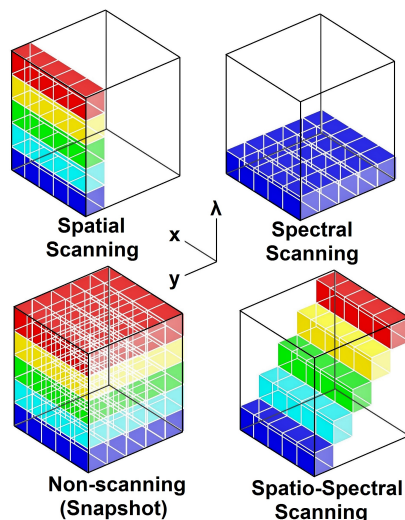 Spatial
Scanning
Spectral
Scanning
λ
x
y
Non-scanning
(Snapshot)
Spatio-Spectral
Scanning